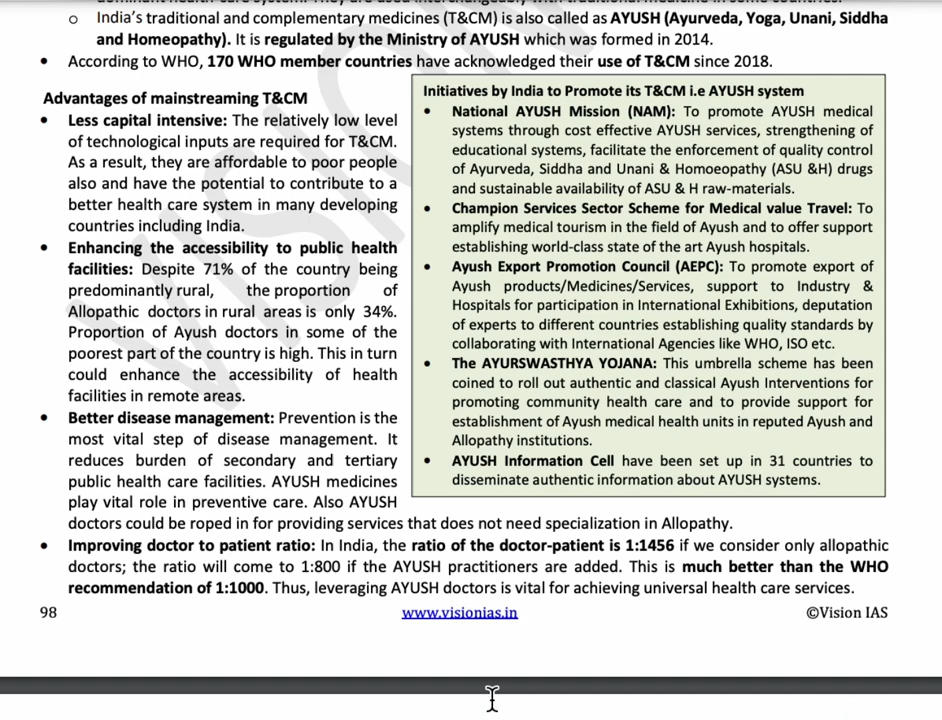 o India's traditional and complementary medicines (T&CM) is also called as AYUSH (Ayurveda, Yoga, Unani, Siddha
and Homeopathy). It is regulated by the Ministry of AYUSH which was formed in 2014.
• According to WHO, 170 WHO member countries have acknowledged their use of T&CM since 2018.
Advantages of mainstreaming T&CM
• Less capital intensive: The relatively low level
of technological inputs are required for T&CM.
As a result, they are affordable to poor people
also and have the potential to contribute to a
better health care system in many developing
countries including India.
• Enhancing the accessibility to public health
facilities: Despite 71% of the country being
predominantly rural, the proportion of
Allopathic doctors in rural areas is only 34%.
Proportion of Ayush doctors in some of the
poorest part of the country is high. This in turn
could enhance the accessibility of health
facilities in remote areas.
• Better disease management: Prevention is the
most vital step of disease management. It
reduces burden of secondary and tertiary
public health care facilities. AYUSH medicines
play vital role in preventive care. Also AYUSH
doctors could be roped in for providing services that does not need specialization in Allopathy.
Initiatives by India to Promote its T&CM i.e AYUSH system
• National AYUSH Mission (NAM): To promote AYUSH medical
systems through cost effective AYUSH services, strengthening of
educational systems, facilitate the enforcement of quality control
of Ayurveda, Siddha and Unani & Homoeopathy (ASU &H) drugs
and sustainable availability of ASU & H raw-materials.
• Champion Services Sector Scheme for Medical value Travel: To
amplify medical tourism in the field of Ayush and to offer support
establishing world-class state of the art Ayush hospitals.
• Ayush Export Promotion Council (AEPC): To promote export of
Ayush products/Medicines/Services, support to Industry &
Hospitals for participation in International Exhibitions, deputation
of experts to different countries establishing quality standards by
collaborating with International Agencies like WHO, ISO etc.
• The AYURSWASTHYA YOJANA: This umbrella scheme has been
coined to roll out authentic and classical Ayush Interventions for
promoting community health care and to provide support for
establishment of Ayush medical health units in reputed Ayush and
Allopathy institutions.
• AYUSH Information Cell have been set up in 31 countries to
disseminate authentic information about AYUSH systems.
• Improving doctor to patient ratio: In India, the ratio of the doctor-patient is 1:1456 if we consider only allopathic
doctors; the ratio will come to 1:800 if the AYUSH practitioners are added. This is much better than the WHO
recommendation of 1:1000. Thus, leveraging AYUSH doctors is vital for achieving universal health care services.
98 www.visionias.in ©Vision IAS